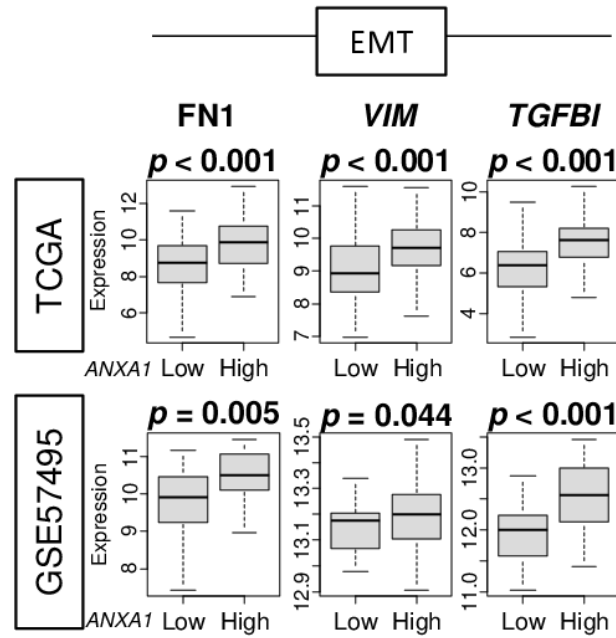 EMT
FN1 VIM TGFBI
p < 0.001 p < 0.001 p < 0.001
TCGA
Expression
12
10
8
6
11
10
9
8
7
10
8
6
4
ANXA1 Low High Low High Low High
p = 0.005 p = 0.044 p < 0.001
GSE57495
Expression
11
10
9
8
13.5
13.3
13.1
12.9
13.0
12.0
11.0
ANXA1 Low High Low High Low High